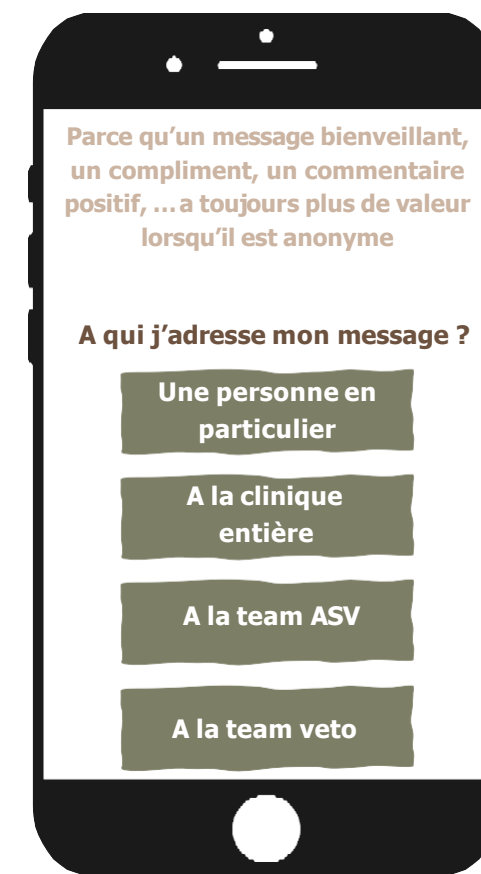 Parce qu’un message bienveillant,
un compliment, un commentaire
positif, ... a toujours plus de valeur
lorsqu’il est anonyme
A qui j’adresse mon message ?
Une personne en
particulier
A la clinique
entière
A la team ASV
A la team veto